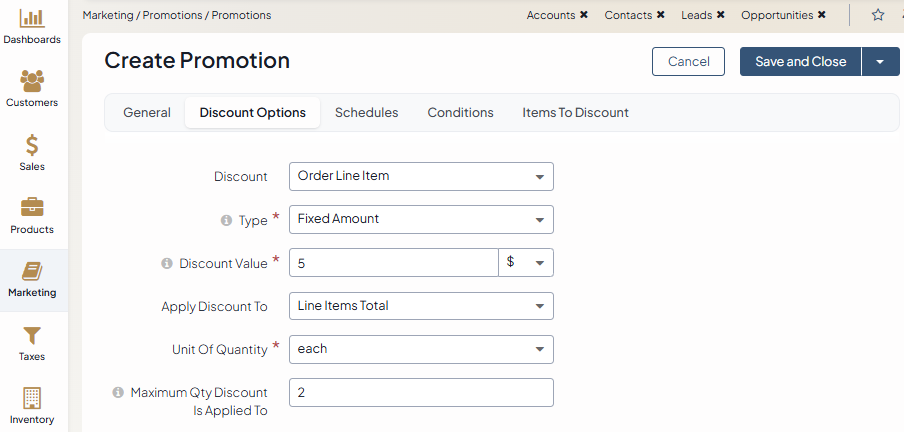 Marketing / Promotions / Promotions
Accounts ✖ Contacts ✖ Leads ✖ Opportunities ✖
Dashboards
Customers
Sales
Products
Marketing
Taxes
Inventory
Create Promotion
Cancel
Save and Close
General Discount Options Schedules Conditions Items To Discount
Discount Order Line Item
Type * Fixed Amount
Discount Value * 5 $
Apply Discount To Line Items Total
Unit Of Quantity * each
Maximum Qty Discount
Is Applied To
2